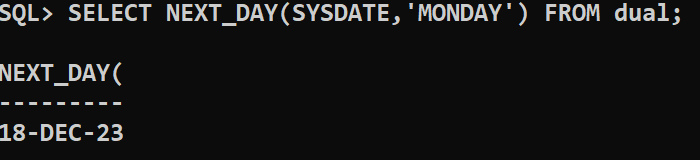 SQL> SELECT NEXT_DAY(SYSDATE,'MONDAY') FROM dual;
NEXT_DAY(
---------
18-DEC-23